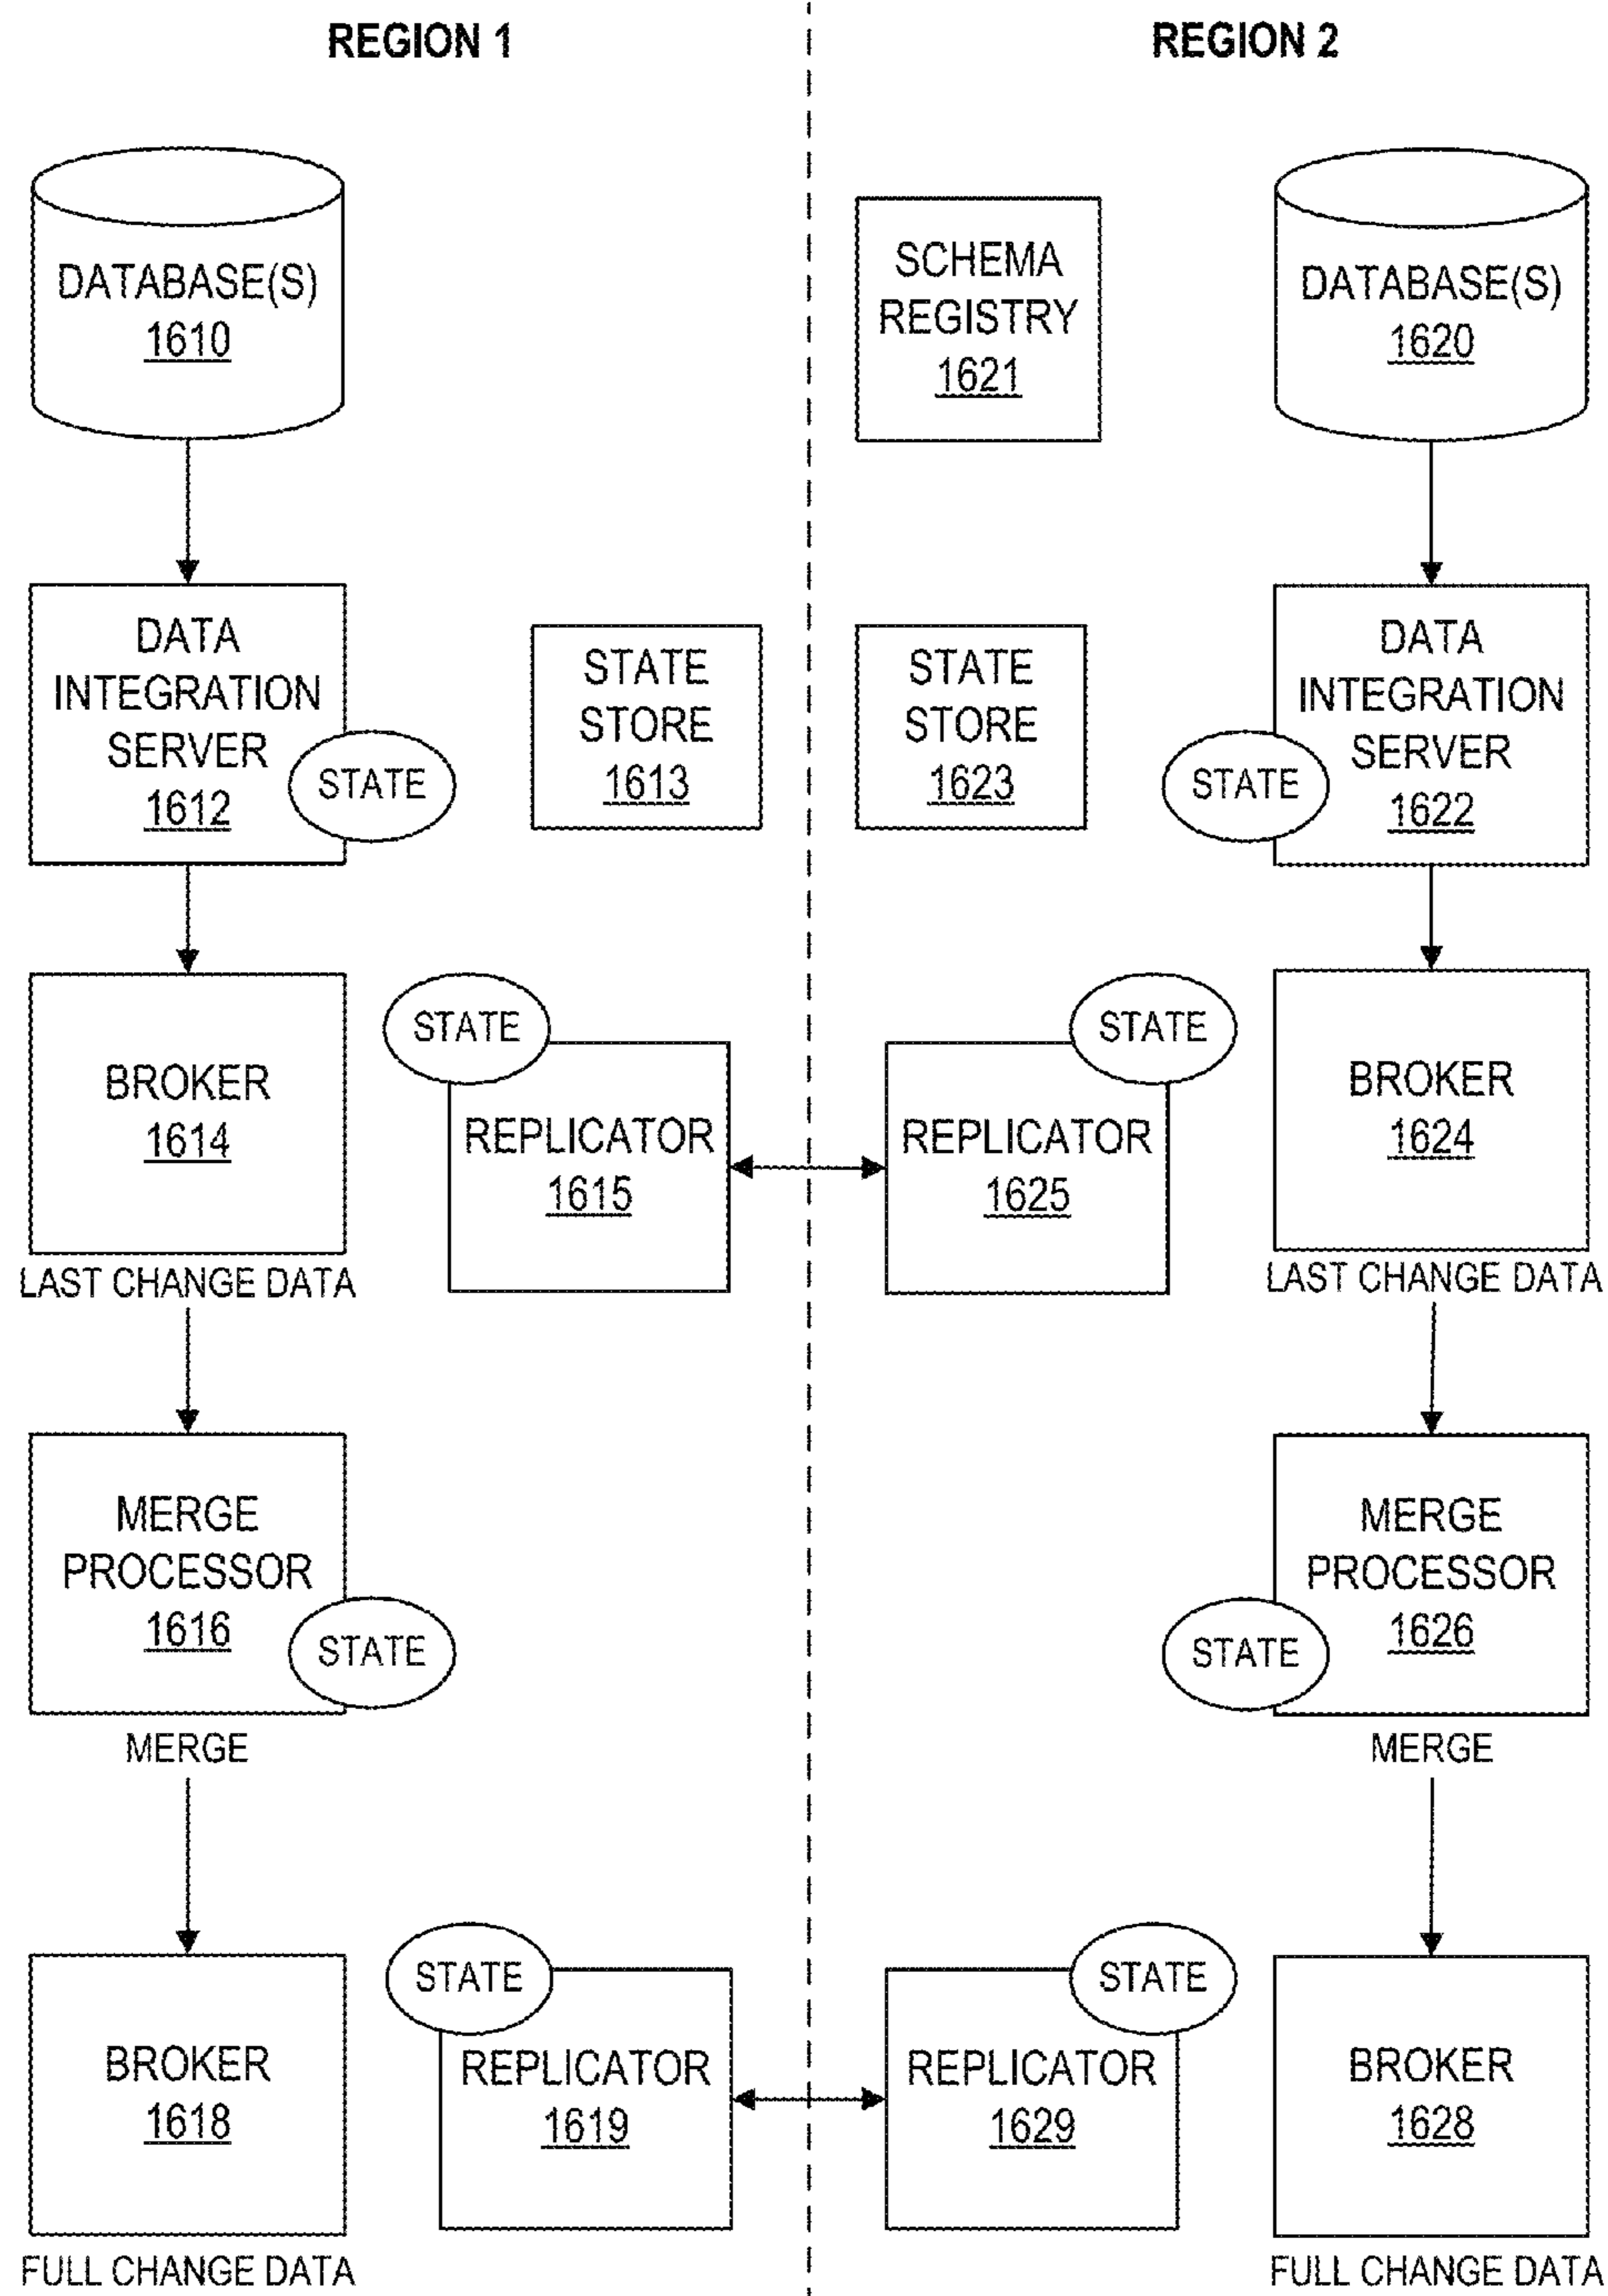 REGION 1
REGION 2
DATABASE(S)
1610
SCHEMA
REGISTRY
1621
DATABASE(S)
1620
DATA
INTEGRATION
SERVER
1612
STATE
STATE
STORE
1613
STATE
STORE
1623
DATA
INTEGRATION
SERVER
1622
STATE
BROKER
1614
LAST CHANGE DATA
STATE
REPLICATOR
1615
STATE
REPLICATOR
1625
BROKER
1624
LAST CHANGE DATA
MERGE
PROCESSOR
1616
STATE
MERGE
MERGE
PROCESSOR
1626
STATE
MERGE
BROKER
1618
FULL CHANGE DATA
STATE
REPLICATOR
1619
STATE
REPLICATOR
1629
BROKER
1628
FULL CHANGE DATA